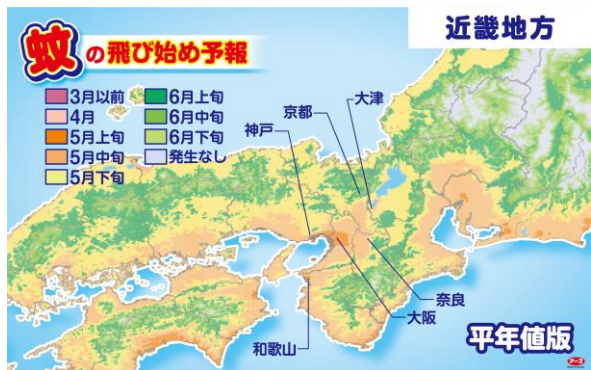 近畿地方
蚊の飛び始め予報
3月以前
4月
5月上旬
5月中旬
5月下旬
6月上旬
6月中旬
6月下旬
発生なし
神戸
京都
大津
奈良
大阪
和歌山
平年値版
アース